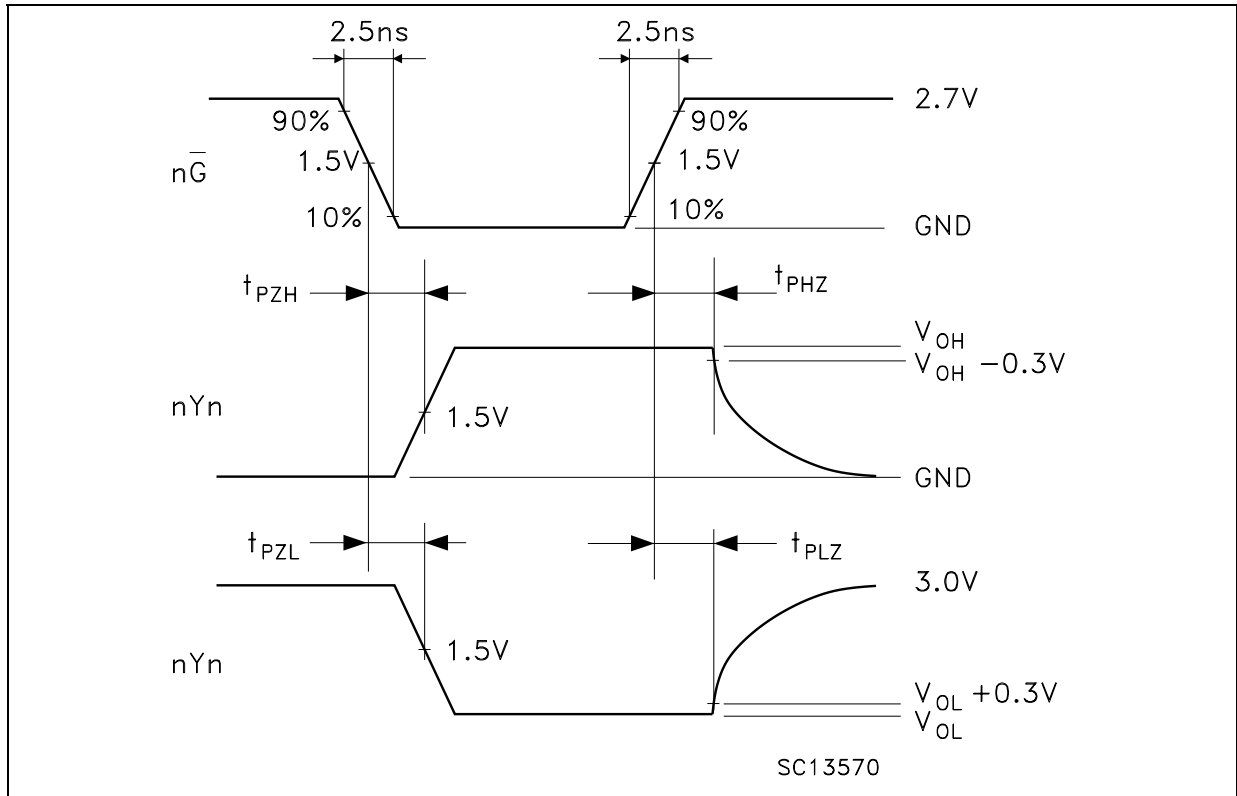 2.5ns 2.5ns
2.7V
90% 90%
nG̅ 1.5V 1.5V
10% 10%
GND
tPZH tPHZ
VOH
VOH −0.3V
nYn 1.5V
GND
tPZL tPLZ
3.0V
nYn 1.5V
VOL +0.3V
VOL
SC13570